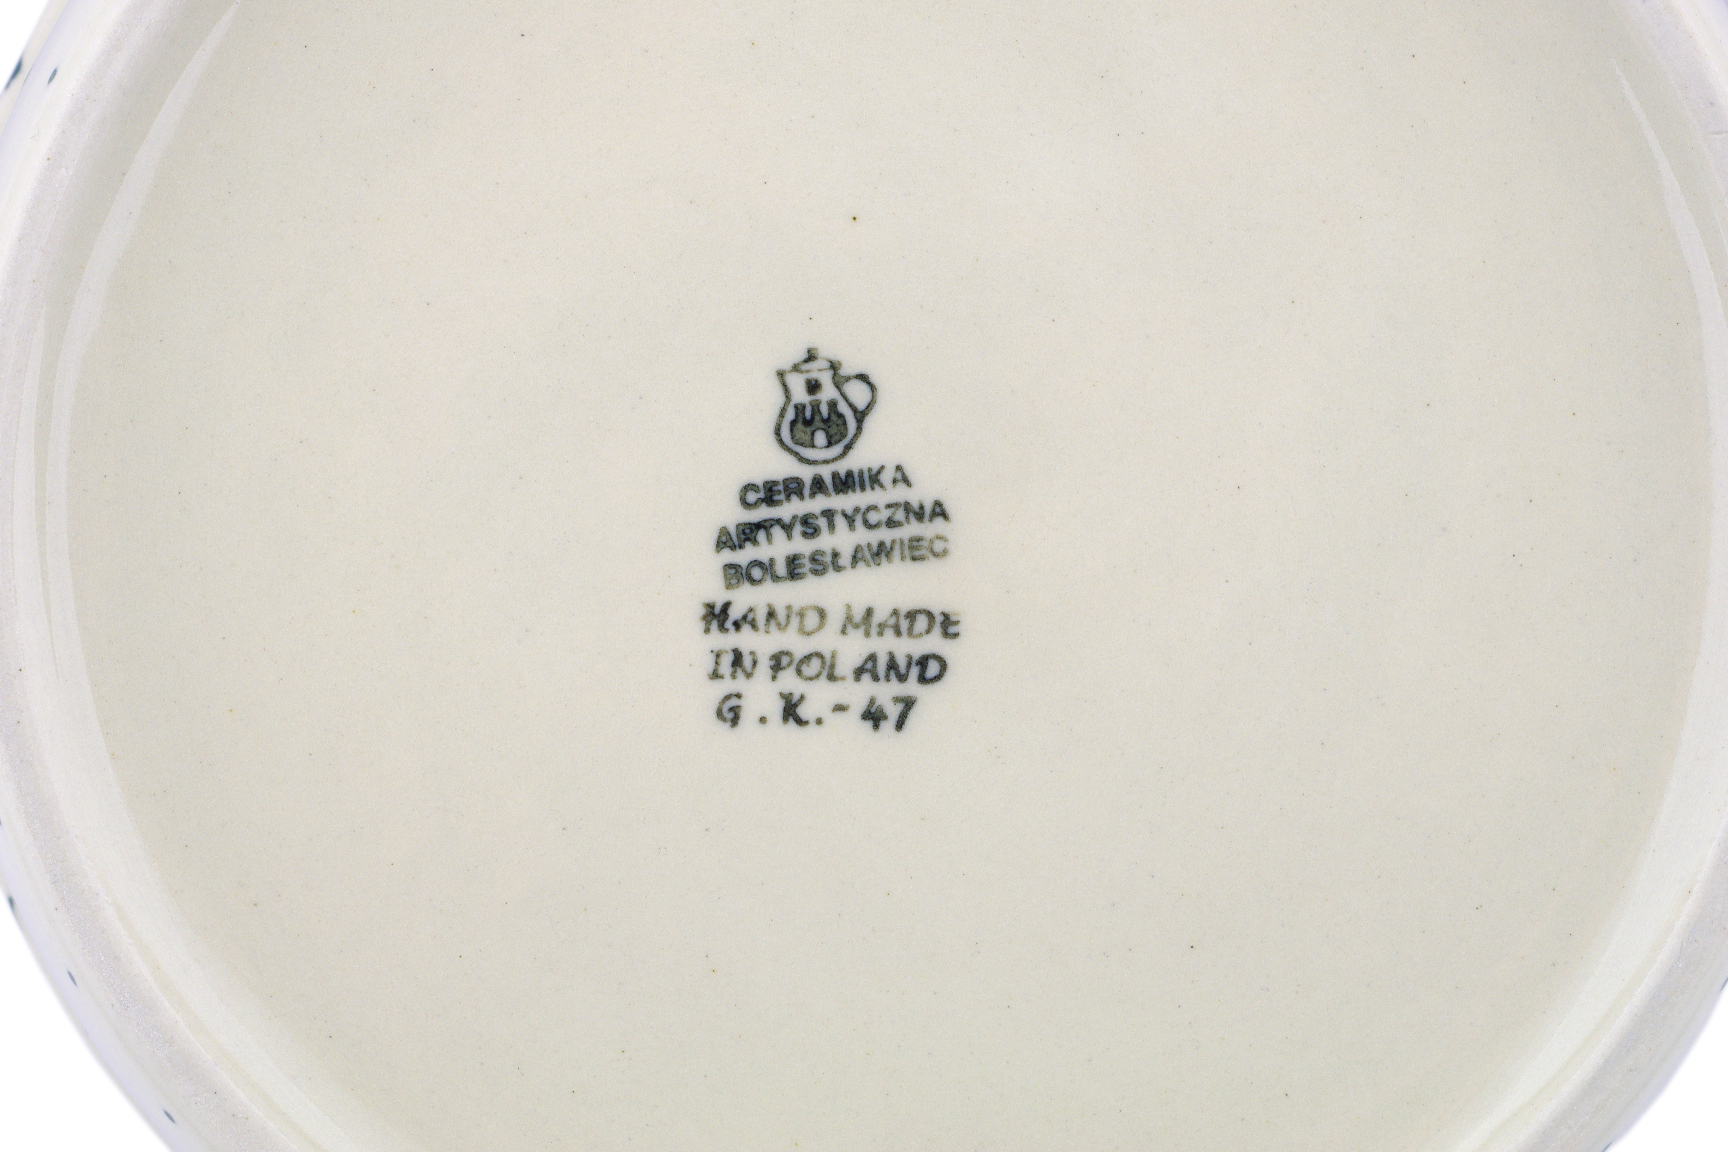 CERAMIKA
ARTYSTYCZNA
BOLESŁAWIEC
HAND MADE
IN POLAND
G.K.-47